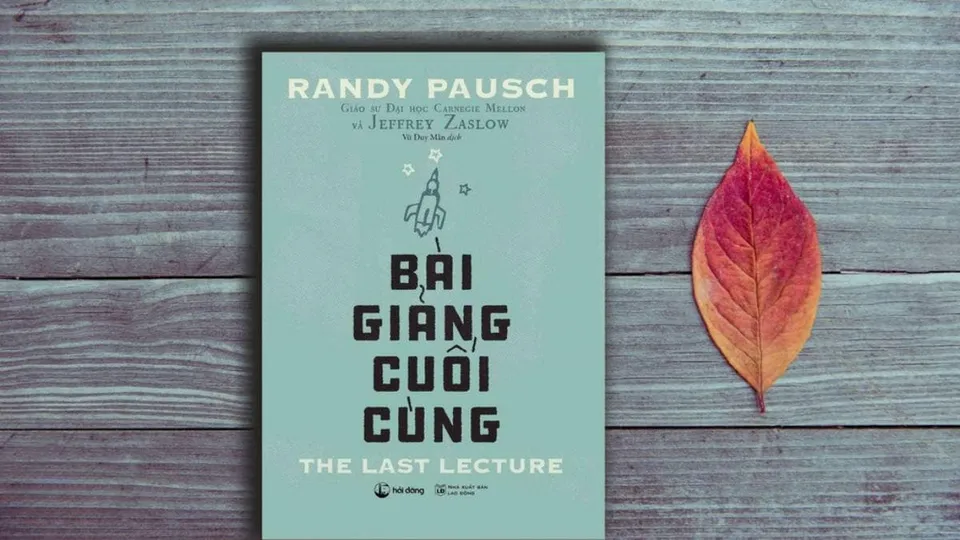 RANDY PAUSCH
GIÁO SƯ ĐẠI HỌC CARNEGIE MELLON
VÀ JEFFREY ZASLOW
Vũ Duy Mẫn dịch
BÀI
GIẢNG
CUỐI
CÙNG
THE LAST LECTURE
hải đăng
LĐ
NHÀ XUẤT BẢN
LAO ĐỘNG